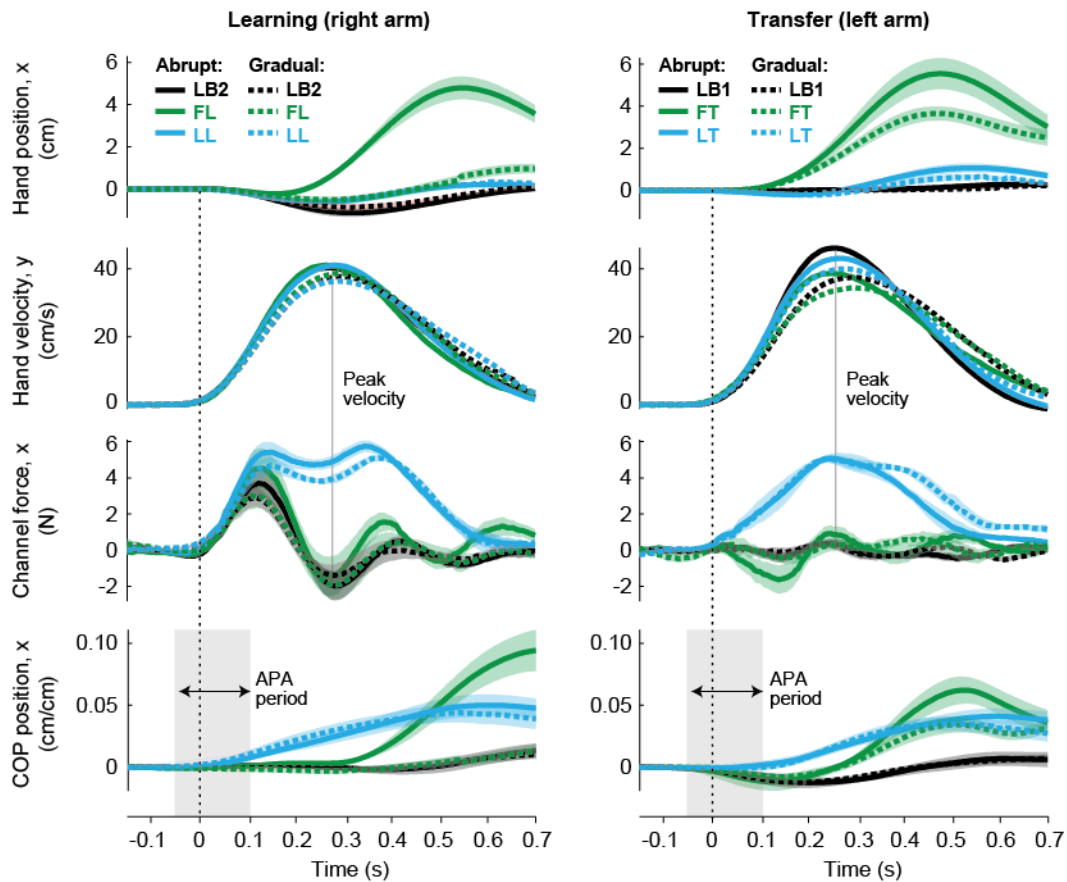 Learning (right arm)
Transfer (left arm)
Hand position, x
(cm)
6
4
2
0
Abrupt: Gradual:
LB2 LB2
FL FL
LL LL
6
4
2
0
Abrupt: Gradual:
LB1 LB1
FT FT
LT LT
Hand velocity, y
(cm/s)
40
20
0
Peak
velocity
40
20
0
Peak
velocity
Channel force, x
(N)
6
4
2
0
-2
6
4
2
0
-2
COP position, x
(cm/cm)
0.10
0.05
0
APA
period
0.10
0.05
0
APA
period
-0.1 0 0.1 0.2 0.3 0.4 0.5 0.6 0.7
Time (s)
-0.1 0 0.1 0.2 0.3 0.4 0.5 0.6 0.7
Time (s)